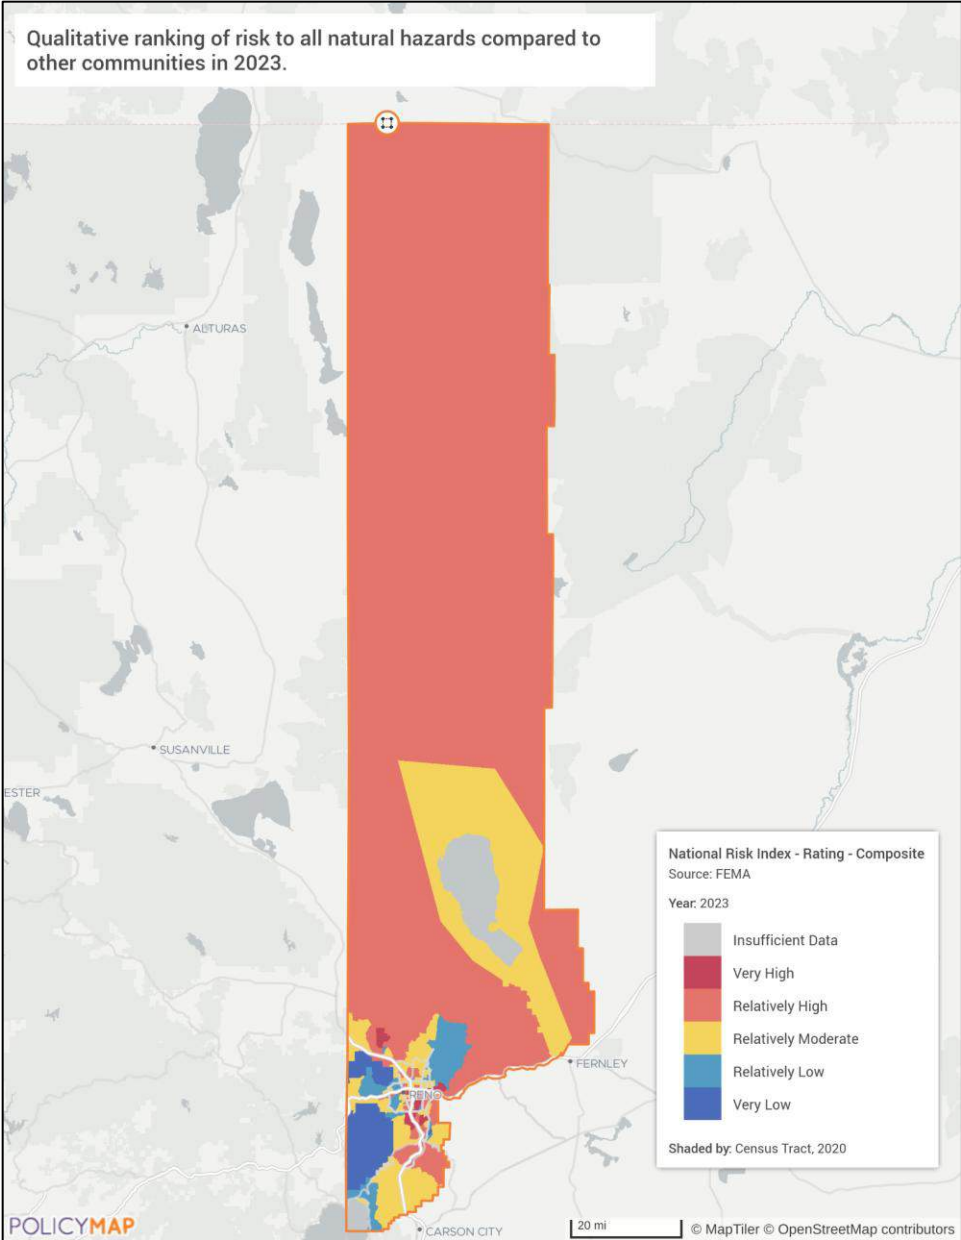 Qualitative ranking of risk to all natural hazards compared to
other communities in 2023.
ALTURAS
SUSANVILLE
ESTER
National Risk Index - Rating - Composite
Source: FEMA
Year: 2023
Insufficient Data
Very High
Relatively High
Relatively Moderate
Relatively Low
Very Low
Shaded by: Census Tract, 2020
FERNLEY
RENO
CARSON CITY
POLICYMAP
20 mi
© MapTiler © OpenStreetMap contributors